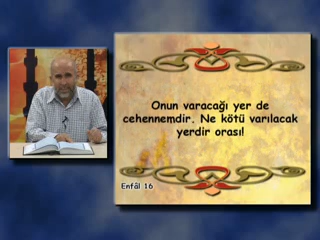 Onun varacağı yer de
cehennemdir. Ne kötü varılacak
yerdir orası!
Enfâl 16